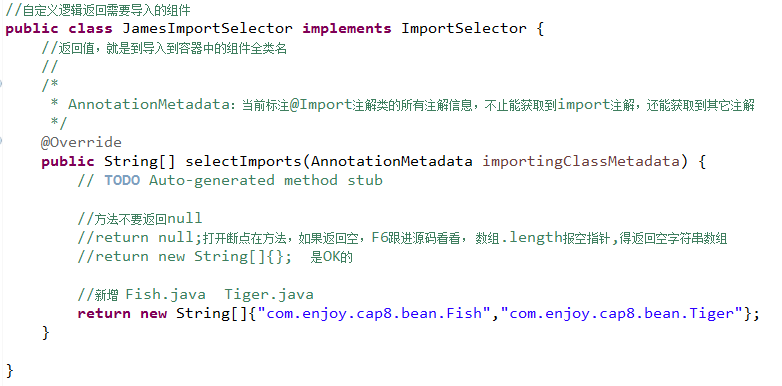 //自定义逻辑返回需要导入的组件
public class JamesImportSelector implements ImportSelector {
//返回值，就是到导入到容器中的组件全类名
//
/*
* AnnotationMetadata：当前标注@Import注解类的所有注解信息，不止能获取到import注解，还能获取到其它注解
*/
@Override
public String[] selectImports(AnnotationMetadata importingClassMetadata) {
// TODO Auto-generated method stub
//方法不要返回null
//return null;打开断点在方法，如果返回空，F6跟进源码看看，数组.length报空指针,得返回空字符串数组
//return new String[]{}; 是OK的
//新增 Fish.java Tiger.java
return new String[]{"com.enjoy.cap8.bean.Fish","com.enjoy.cap8.bean.Tiger"};
}
}